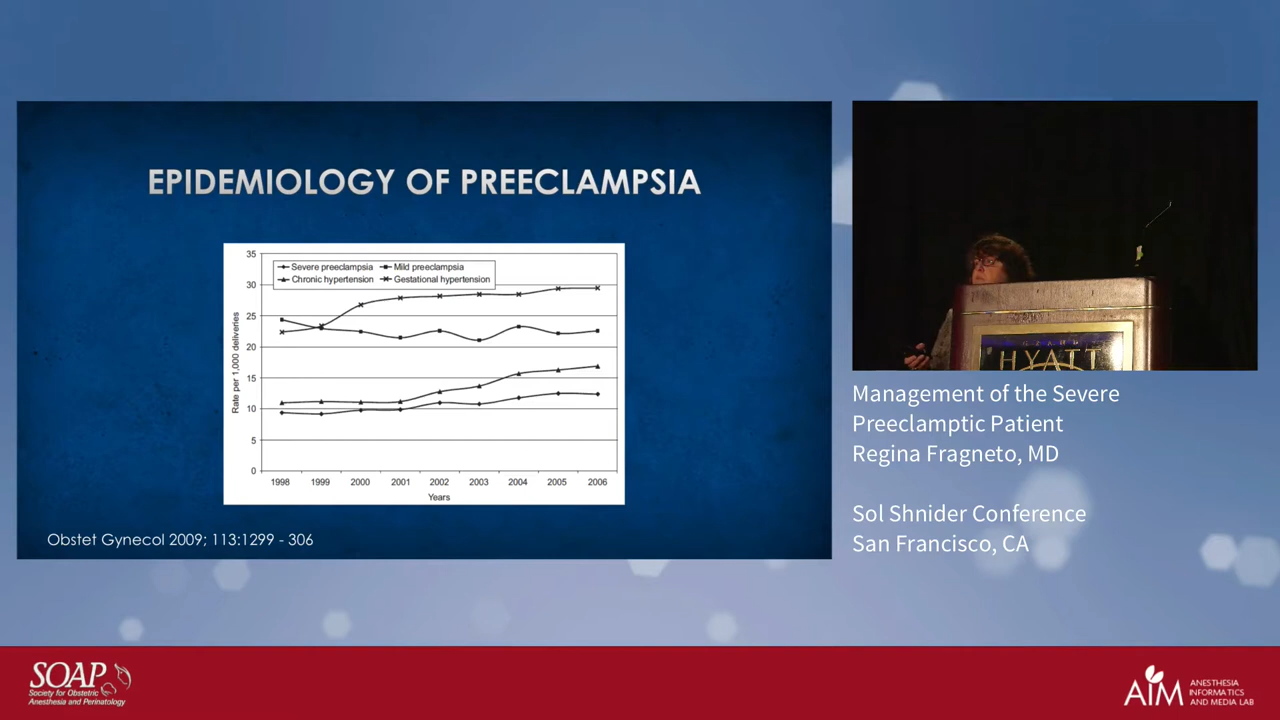 EPIDEMIOLOGY OF PREECLAMPSIA
35
30
25
20
15
10
5
0
Rate per 1,000 deliveries
Severe preeclampsia Mild preeclampsia
Chronic hypertension Gestational hypertension
1998 1999 2000 2001 2002 2003 2004 2005 2006
Years
Obstet Gynecol 2009; 113:1299 - 306
HYATT
Management of the Severe
Preeclamptic Patient
Regina Fragneto, MD
Sol Shnider Conference
San Francisco, CA
SOAP
Society for Obstetric
Anesthesia and Perinatology
AIM
ANESTHESIA
INFORMATICS
AND MEDIA LAB